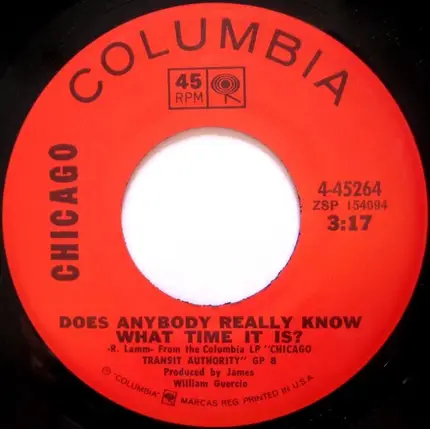 COLUMBIA
45
RPM
CHICAGO
4-45264
ZSP 154094
3:17
DOES ANYBODY REALLY KNOW
WHAT TIME IT IS?
-R. Lamm- From the Columbia LP "CHICAGO
TRANSIT AUTHORITY" GP 8
Produced by James
William Guercio
℗ "COLUMBIA" MARCAS REG. PRINTED IN U.S.A.